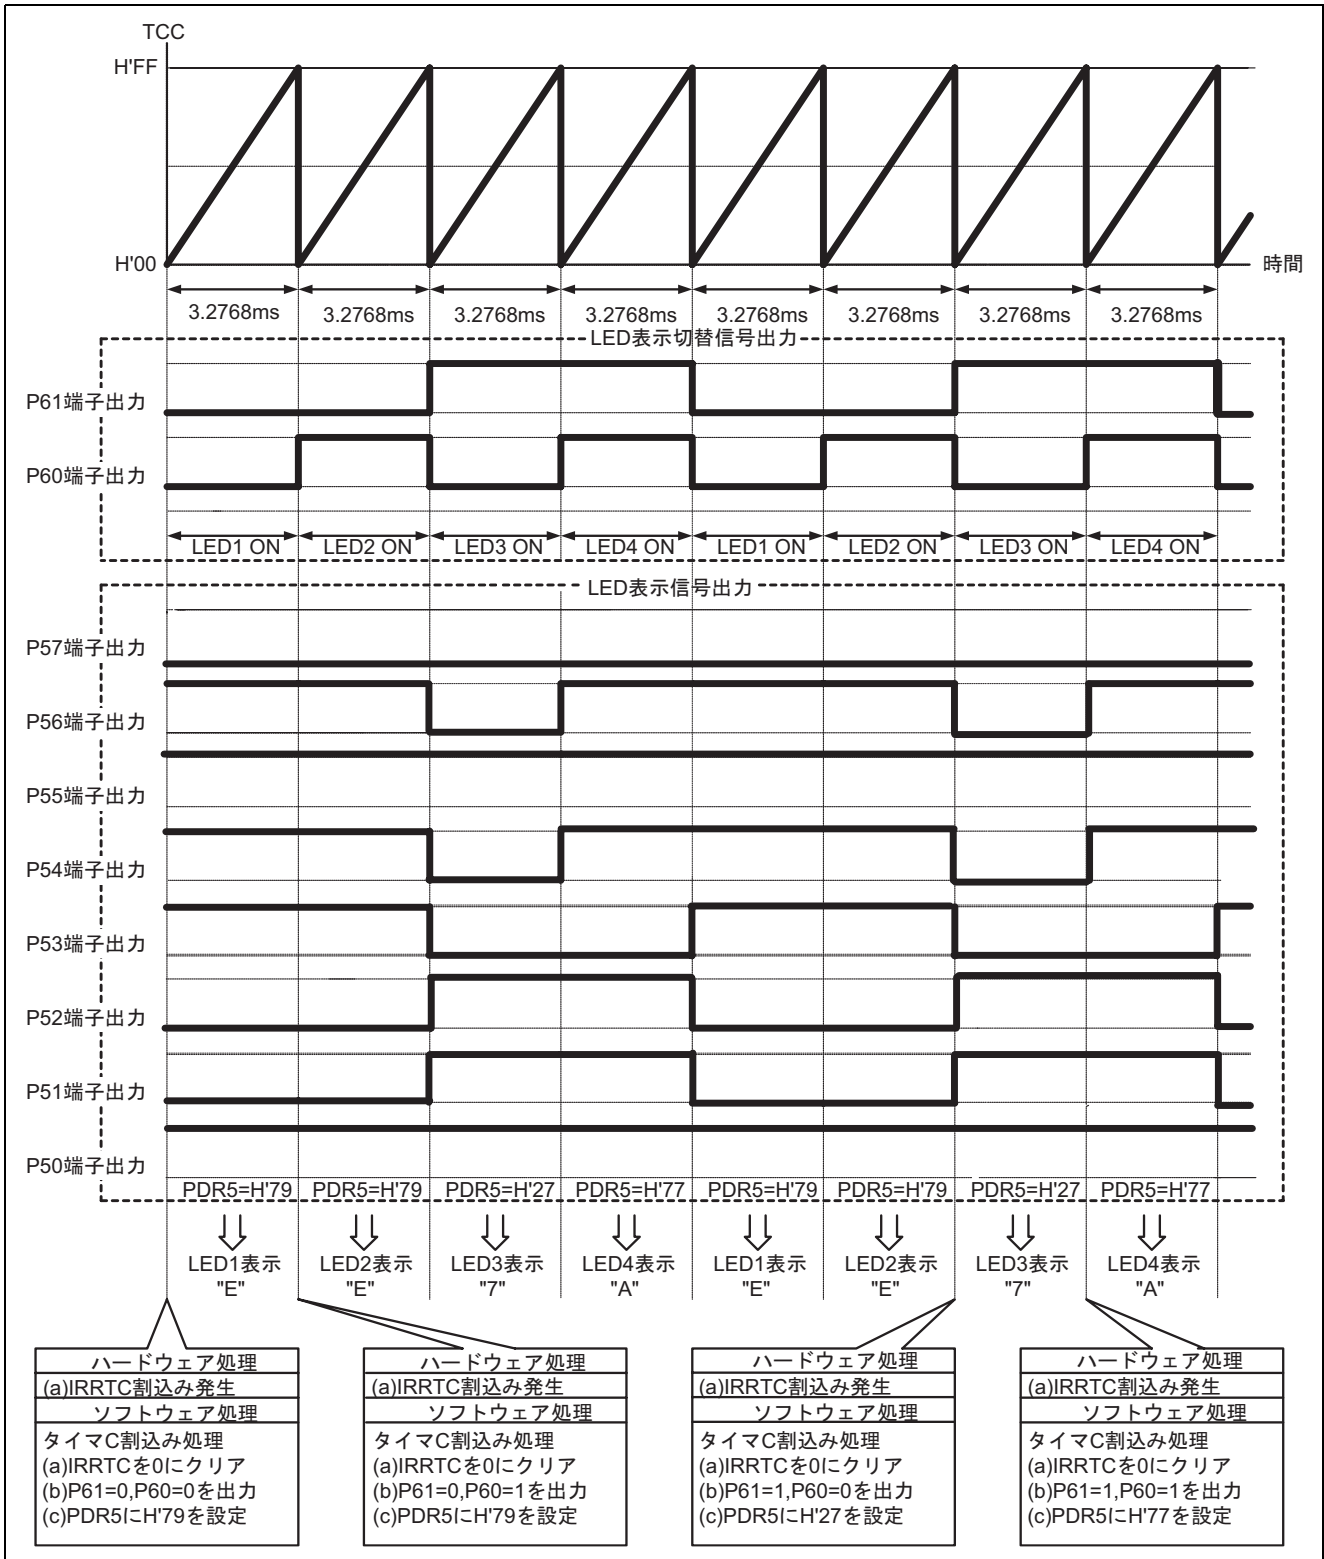 TCC
H'FF
H'00
時間
3.2768ms 3.2768ms 3.2768ms 3.2768ms 3.2768ms 3.2768ms 3.2768ms 3.2768ms
LED表示切替信号出力
P61端子出力
P60端子出力
LED1 ON LED2 ON LED3 ON LED4 ON LED1 ON LED2 ON LED3 ON LED4 ON
LED表示信号出力
P57端子出力
P56端子出力
P55端子出力
P54端子出力
P53端子出力
P52端子出力
P51端子出力
P50端子出力
PDR5=H'79 PDR5=H'79 PDR5=H'27 PDR5=H'77 PDR5=H'79 PDR5=H'79 PDR5=H'27 PDR5=H'77
LED1表示 LED2表示 LED3表示 LED4表示 LED1表示 LED2表示 LED3表示 LED4表示
"E" "E" "7" "A" "E" "E" "7" "A"
ハードウェア処理
(a)IRRTC割込み発生
ソフトウェア処理
タイマC割込み処理
(a)IRRTCを0にクリア
(b)P61=0,P60=0を出力
(c)PDR5にH'79を設定
ハードウェア処理
(a)IRRTC割込み発生
ソフトウェア処理
タイマC割込み処理
(a)IRRTCを0にクリア
(b)P61=0,P60=1を出力
(c)PDR5にH'79を設定
ハードウェア処理
(a)IRRTC割込み発生
ソフトウェア処理
タイマC割込み処理
(a)IRRTCを0にクリア
(b)P61=1,P60=0を出力
(c)PDR5にH'27を設定
ハードウェア処理
(a)IRRTC割込み発生
ソフトウェア処理
タイマC割込み処理
(a)IRRTCを0にクリア
(b)P61=1,P60=1を出力
(c)PDR5にH'77を設定